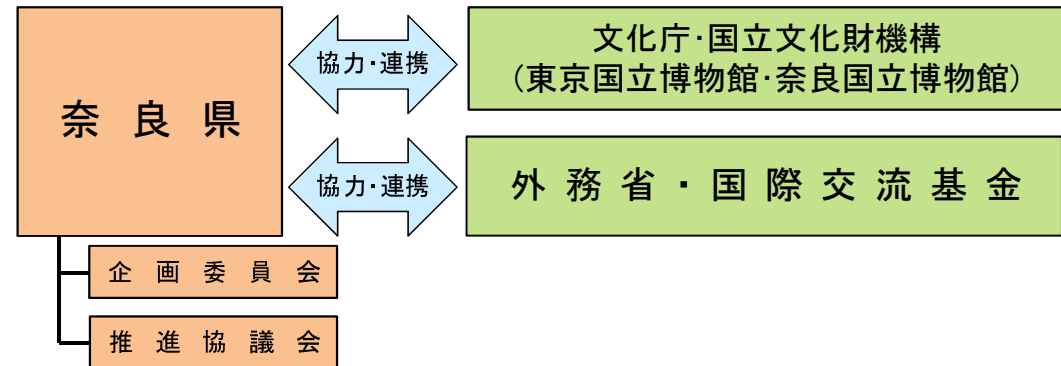 奈良県
協力・連携
文化庁・国立文化財機構
(東京国立博物館・奈良国立博物館)
協力・連携
外務省・国際交流基金
企画委員会
推進協議会